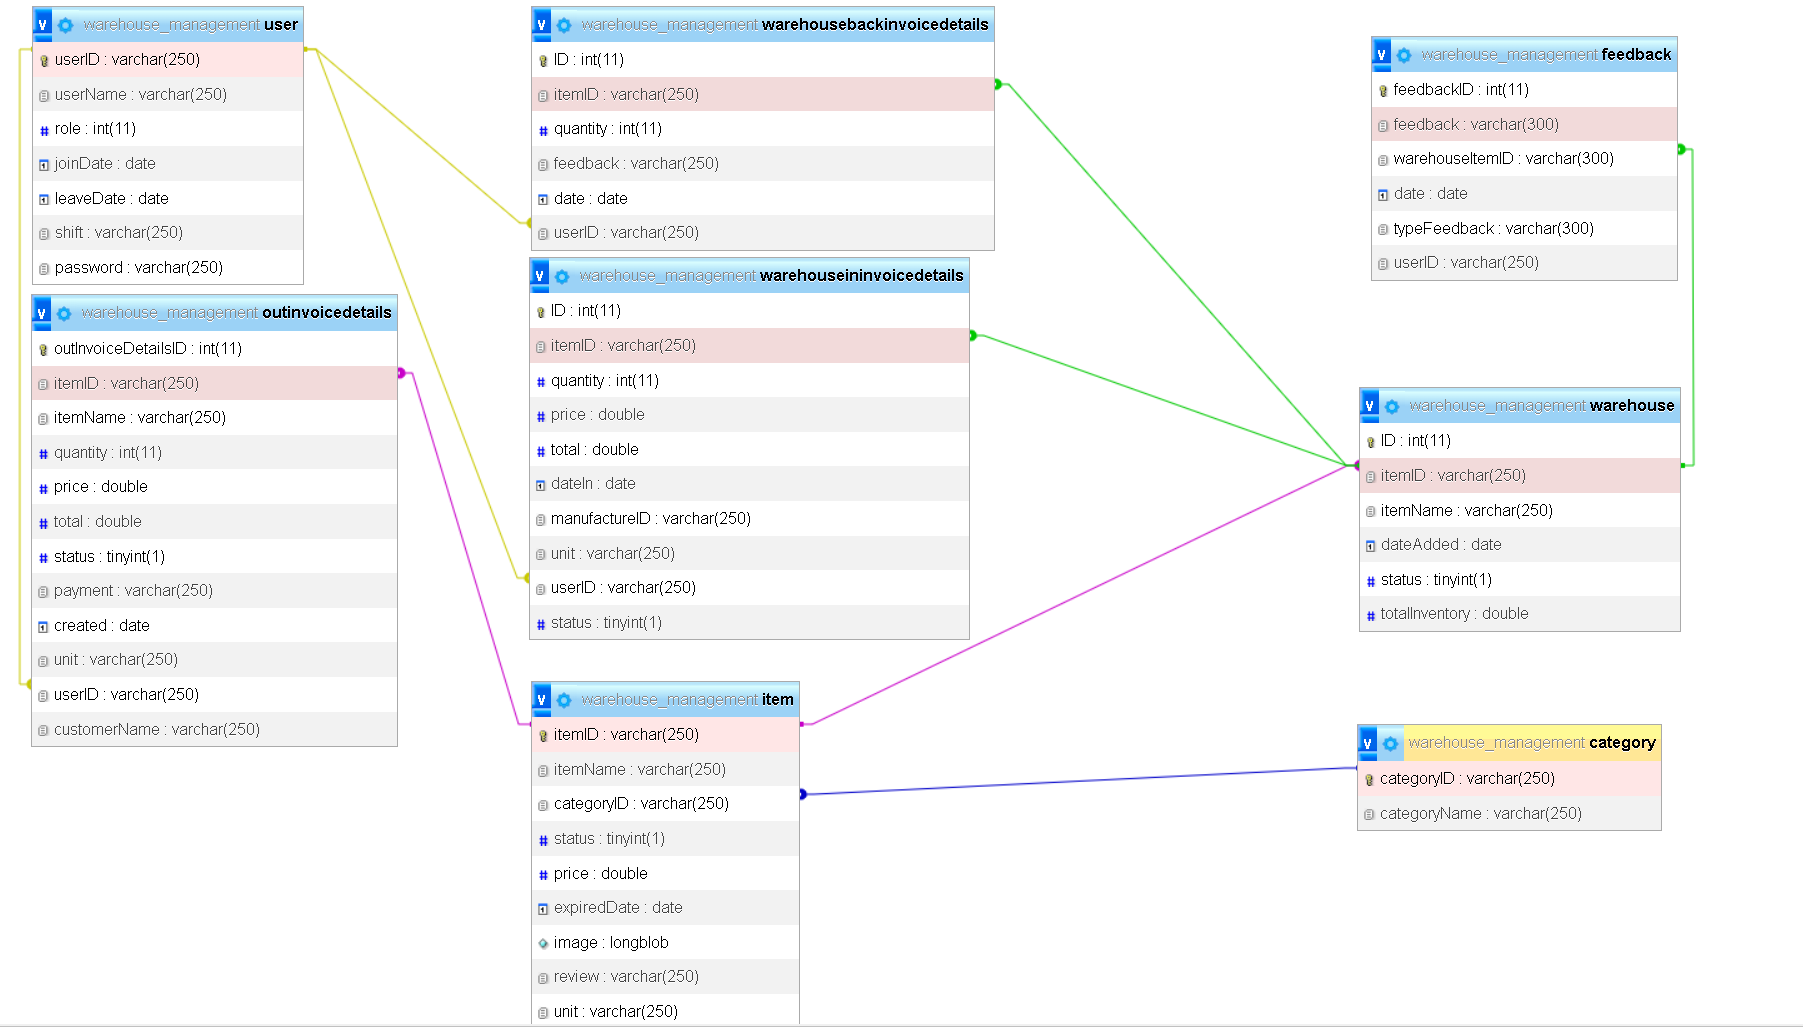 warehouse_management user
userID : varchar(250)
userName : varchar(250)
role : int(11)
joinDate : date
leaveDate : date
shift : varchar(250)
password : varchar(250)
warehouse_management outinvoicedetails
outInvoiceDetailsID : int(11)
itemID : varchar(250)
itemName : varchar(250)
quantity : int(11)
price : double
total : double
status : tinyint(1)
payment : varchar(250)
created : date
unit : varchar(250)
userID : varchar(250)
customerName : varchar(250)
warehouse_management warehousebackinvoicedetails
ID : int(11)
itemID : varchar(250)
quantity : int(11)
feedback : varchar(250)
date : date
userID : varchar(250)
warehouse_management warehouseininvoicedetails
ID : int(11)
itemID : varchar(250)
quantity : int(11)
price : double
total : double
dateIn : date
manufactureID : varchar(250)
unit : varchar(250)
userID : varchar(250)
status : tinyint(1)
warehouse_management item
itemID : varchar(250)
itemName : varchar(250)
categoryID : varchar(250)
status : tinyint(1)
price : double
expiredDate : date
image : longblob
review : varchar(250)
unit : varchar(250)
warehouse_management feedback
feedbackID : int(11)
feedback : varchar(300)
warehouseItemID : varchar(300)
date : date
typeFeedback : varchar(300)
userID : varchar(250)
warehouse_management warehouse
ID : int(11)
itemID : varchar(250)
itemName : varchar(250)
dateAdded : date
status : tinyint(1)
totalInventory : double
warehouse_management category
categoryID : varchar(250)
categoryName : varchar(250)